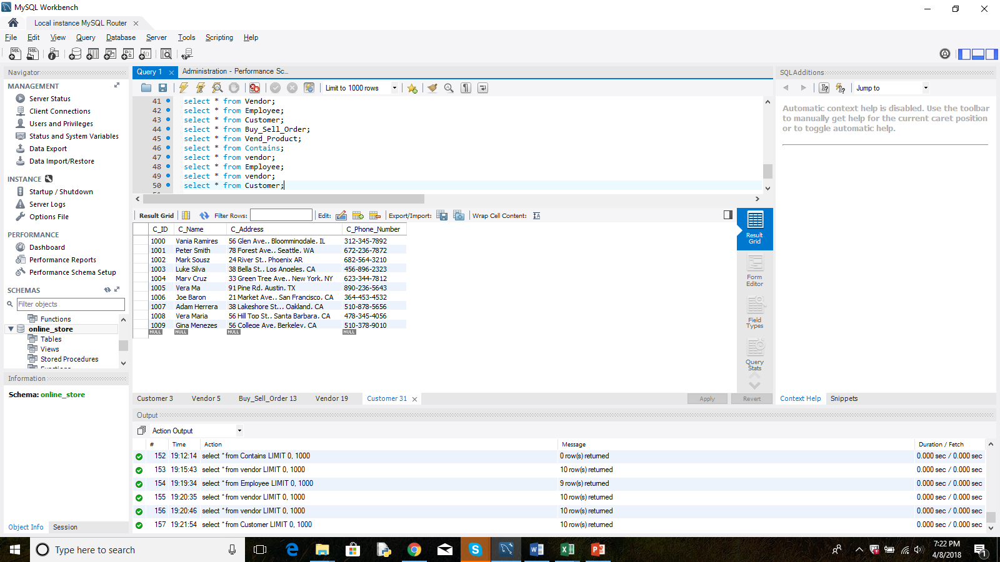 MySQL Workbench
Local instance MySQL Router
File Edit View Query Database Server Tools Scripting Help
Navigator
MANAGEMENT
Server Status
Client Connections
Users and Privileges
Status and System Variables
Data Export
Data Import/Restore
INSTANCE
Startup / Shutdown
Server Logs
Options File
PERFORMANCE
Dashboard
Performance Reports
Performance Schema Setup
SCHEMAS
Filter objects
Functions
online_store
Tables
Views
Stored Procedures
Functions
Information
Schema: online_store
Object Info Session
Query 1 Administration - Performance Sc...
Limit to 1000 rows
41 select * from Vendor;
42 select * from Employee;
43 select * from Customer;
44 select * from Buy_Sell_Order;
45 select * from Vend_Product;
46 select * from Contains;
47 select * from vendor;
48 select * from Employee;
49 select * from vendor;
50 select * from Customer;
Result Grid Filter Rows: Edit: Export/Import: Wrap Cell Content:
C_ID C_Name C_Address C_Phone_Number
1000 Vania Ramires 56 Glen Ave., Bloommingdale, IL 312-345-7892
1001 Peter Smith 78 Forest Ave., Seattle, WA 672-236-7872
1002 Mark Sousz 24 River St., Phoenix AR 682-564-3210
1003 Luke Silva 38 Bella St., Los Angeles, CA 456-896-2323
1004 Mary Cruz 33 Green Tree Ave., New York, NY 623-344-7812
1005 Vera Ma 91 Pine Rd, Austin, TX 890-236-5643
1006 Joe Baron 21 Market Ave., San Francisco, CA 364-453-4532
1007 Adam Herrera 38 Lakeshore St.., Oakland, CA 510-878-5656
1008 Vera Maria 56 Hill Top St., Santa Barbara, CA 478-345-4056
1009 Gina Menezes 56 College Ave, Berkeley, CA 510-378-9010
NULL NULL NULL NULL
Result Grid
Form Editor
Field Types
Query Stats
Customer 3 Vendor 5 Buy_Sell_Order 13 Vendor 19 Customer 31 Apply Revert
SQLAdditions
Jump to
Automatic context help is disabled. Use the toolbar
to manually get help for the current caret position
or to toggle automatic help.
Context Help Snippets
Output
Action Output
# Time Action Message Duration / Fetch
152 19:12:14 select * from Contains LIMIT 0, 1000 0 row(s) returned 0.000 sec / 0.000 sec
153 19:15:43 select * from vendor LIMIT 0, 1000 10 row(s) returned 0.000 sec / 0.000 sec
154 19:19:34 select * from Employee LIMIT 0, 1000 9 row(s) returned 0.000 sec / 0.000 sec
155 19:20:35 select * from vendor LIMIT 0, 1000 10 row(s) returned 0.000 sec / 0.000 sec
156 19:20:46 select * from vendor LIMIT 0, 1000 10 row(s) returned 0.000 sec / 0.000 sec
157 19:21:54 select * from Customer LIMIT 0, 1000 10 row(s) returned 0.000 sec / 0.000 sec
Type here to search
7:22 PM
4/8/2018
1